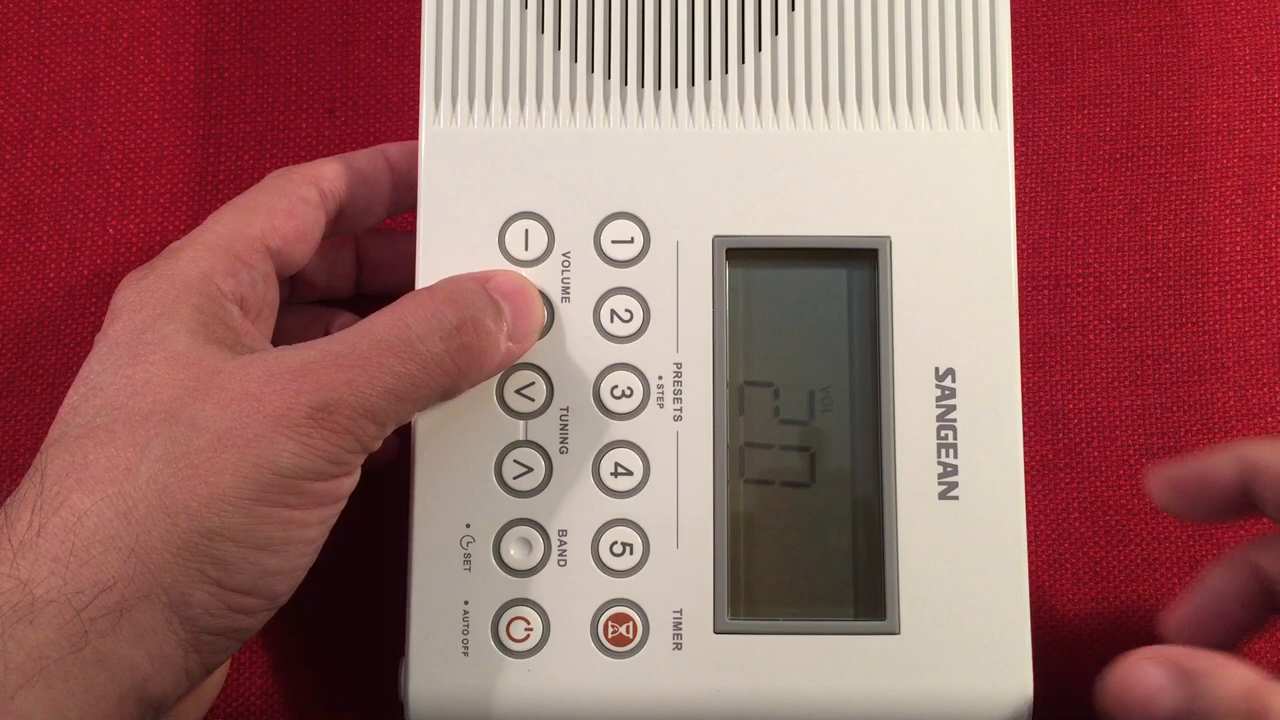 SANGEAN
VOL
20
PRESETS
• STEP
TIMER
1 2 3 4 5
VOLUME TUNING BAND
• SET • AUTO OFF